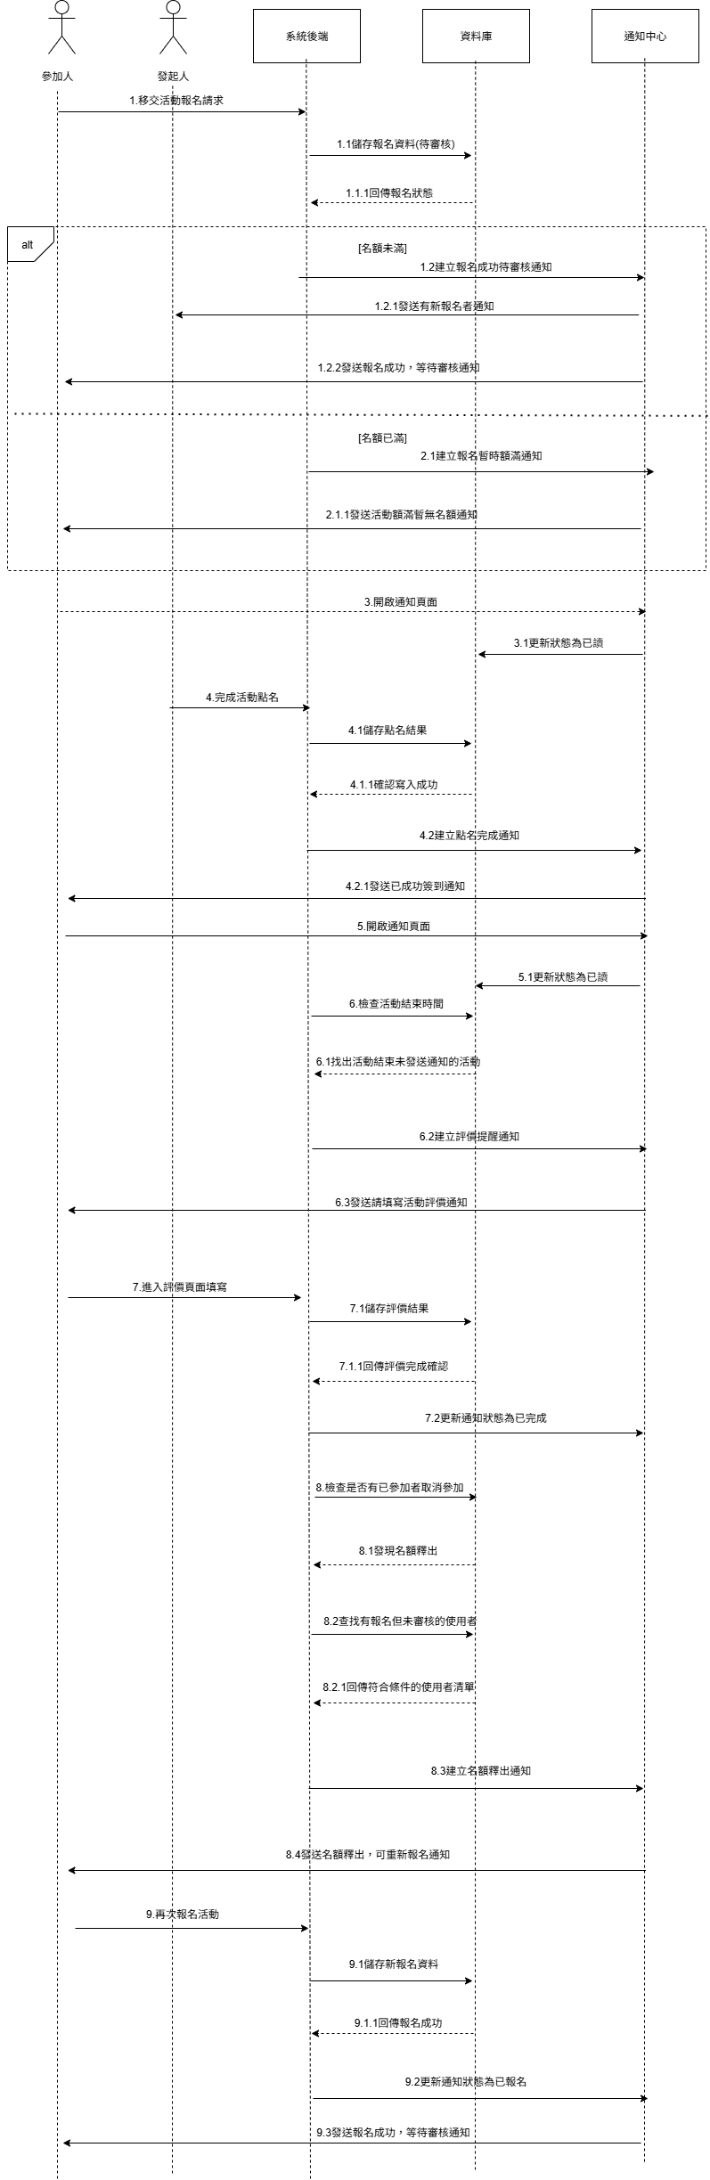 參加人
發起人
系統後端
資料庫
通知中心
1.移交活動報名請求
1.1儲存報名資料(待審核)
1.1.1回傳報名狀態
alt
[名額未滿]
1.2建立報名成功待審核通知
1.2.1發送有新報名者通知
1.2.2發送報名成功，等待審核通知
[名額已滿]
2.1建立報名暫時額滿通知
2.1.1發送活動額滿暫無名額通知
3.開啟通知頁面
3.1更新狀態為已讀
4.完成活動點名
4.1儲存點名結果
4.1.1確認寫入成功
4.2建立點名完成通知
4.2.1發送已成功簽到通知
5.開啟通知頁面
5.1更新狀態為已讀
6.檢查活動結束時間
6.1找出活動結束未發送通知的活動
6.2建立評價提醒通知
6.3發送請填寫活動評價通知
7.進入評價頁面填寫
7.1儲存評價結果
7.1.1回傳評價完成確認
7.2更新通知狀態為已完成
8.檢查是否有已參加者取消參加
8.1發現名額釋出
8.2查找有報名但未審核的使用者
8.2.1回傳符合條件的使用者清單
8.3建立名額釋出通知
8.4發送名額釋出，可重新報名通知
9.再次報名活動
9.1儲存新報名資料
9.1.1回傳報名成功
9.2更新通知狀態為已報名
9.3發送報名成功，等待審核通知